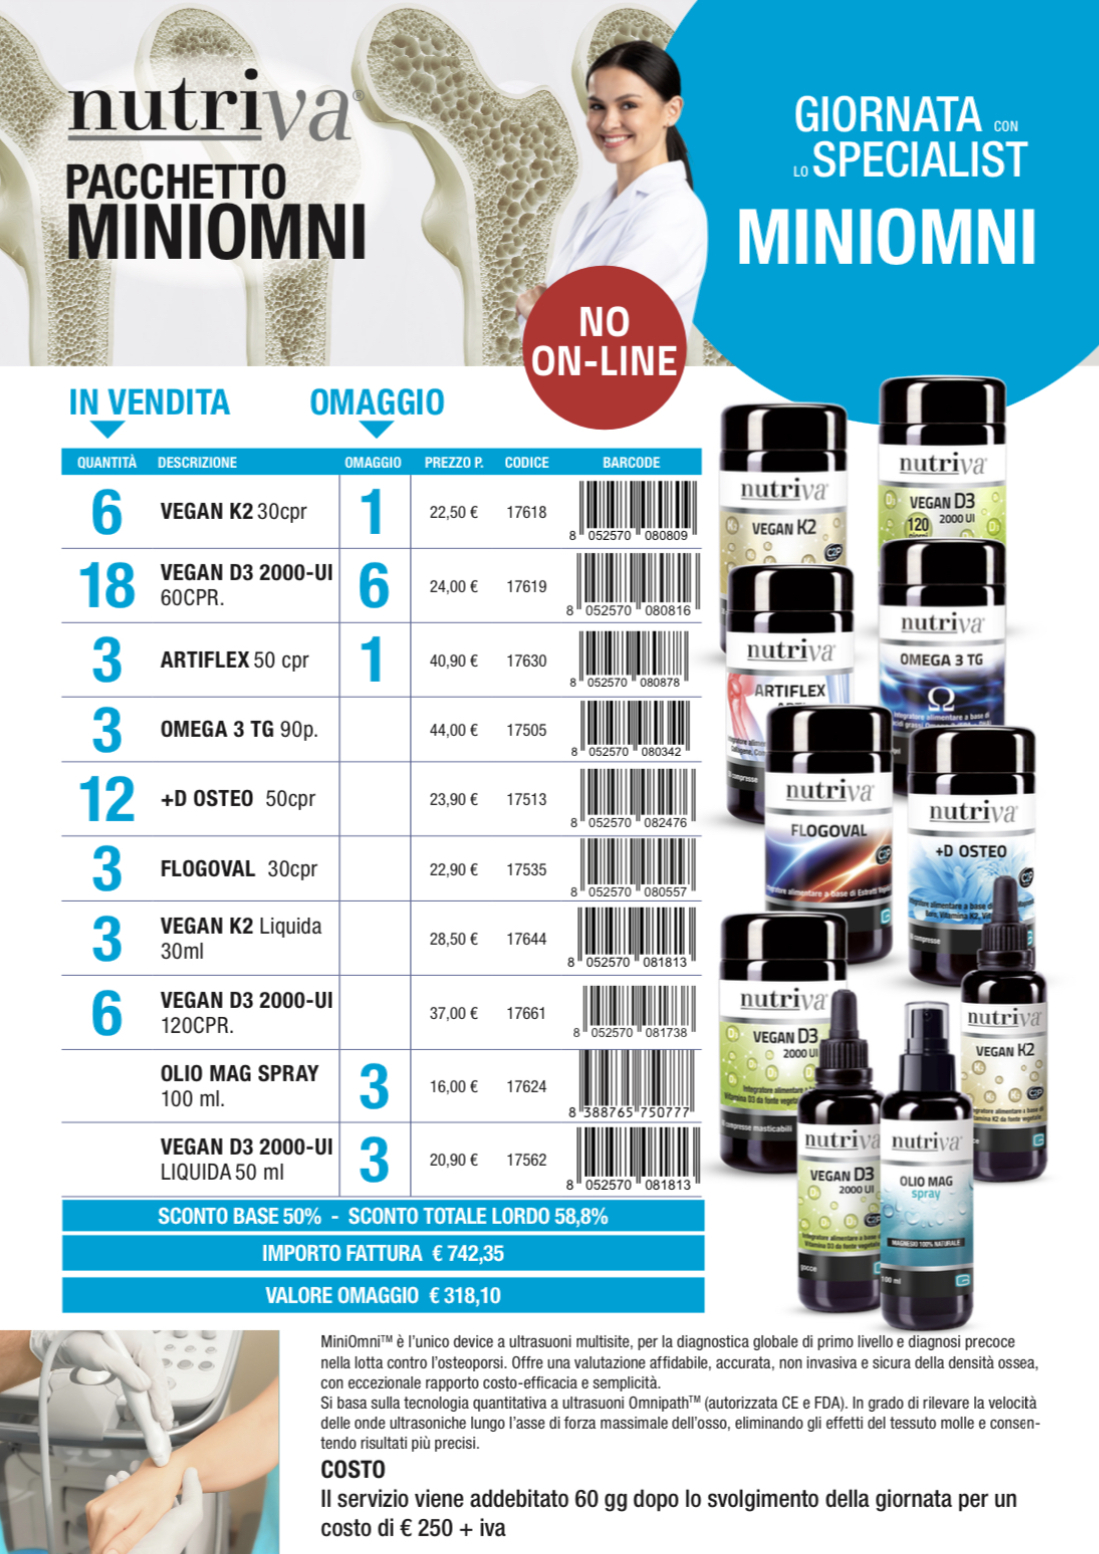 nutriva®
PACCHETTO
MINIOMNI
GIORNATA CON
LO SPECIALIST
MINIOMNI
NO
ON-LINE
IN VENDITA OMAGGIO
QUANTITÀ DESCRIZIONE OMAGGIO PREZZO P. CODICE BARCODE
6 VEGAN K2 30cpr 1 22,50 € 17618 8 052570 080809
18 VEGAN D3 2000-UI
60CPR. 6 24,00 € 17619 8 052570 080816
3 ARTIFLEX 50 cpr 1 40,90 € 17630 8 052570 080878
3 OMEGA 3 TG 90p. 44,00 € 17505 8 052570 080342
12 +D OSTEO 50cpr 23,90 € 17513 8 052570 082476
3 FLOGOVAL 30cpr 22,90 € 17535 8 052570 080557
3 VEGAN K2 Liquida
30ml 28,50 € 17644 8 052570 081813
6 VEGAN D3 2000-UI
120CPR. 37,00 € 17661 8 052570 081738
OLIO MAG SPRAY
100 ml. 3 16,00 € 17624 8 388765 750777
VEGAN D3 2000-UI
LIQUIDA 50 ml 3 20,90 € 17562 8 052570 081813
SCONTO BASE 50% - SCONTO TOTALE LORDO 58,8%
IMPORTO FATTURA € 742,35
VALORE OMAGGIO € 318,10
nutriva
VEGAN K2
nutriva
VEGAN D3
2000 UI
120
nutriva
ARTIFLEX
nutriva
OMEGA 3 TG
Ω
nutriva
FLOGOVAL
nutriva
+D OSTEO
nutriva
VEGAN D3
2000 UI
nutriva
VEGAN K2
nutriva
VEGAN D3
2000 UI
gocce
nutriva
OLIO MAG
spray
MAGNESIO 100% NATURALE
100 ml
MiniOmni™ è l'unico device a ultrasuoni multisite, per la diagnostica globale di primo livello e diagnosi precoce
nella lotta contro l'osteoporsi. Offre una valutazione affidabile, accurata, non invasiva e sicura della densità ossea,
con eccezionale rapporto costo-efficacia e semplicità.
Si basa sulla tecnologia quantitativa a ultrasuoni Omnipath™ (autorizzata CE e FDA). In grado di rilevare la velocità
delle onde ultrasoniche lungo l'asse di forza massimale dell'osso, eliminando gli effetti del tessuto molle e consen-
tendo risultati più precisi.
COSTO
Il servizio viene addebitato 60 gg dopo lo svolgimento della giornata per un
costo di € 250 + iva